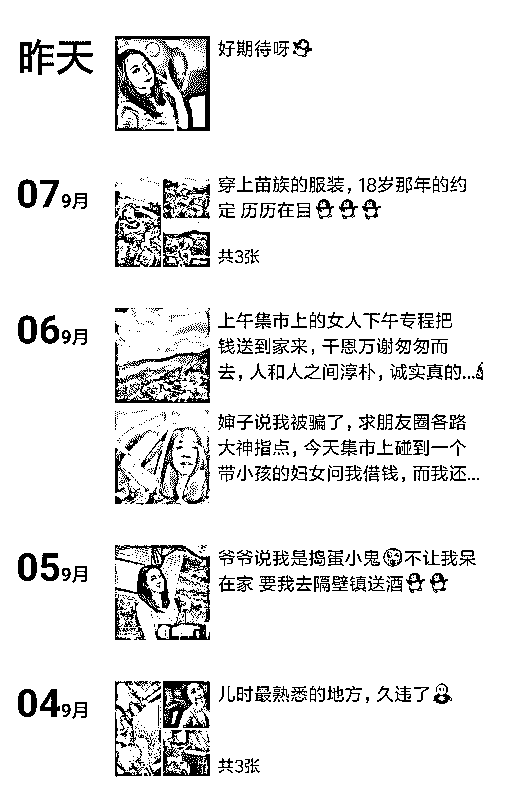 昨天
好期待呀
07 9月
穿上苗族的服装，18岁那年的约
定 历历在目
共3张
06 9月
上午集市上的女人下午专程把
钱送到家来，千恩万谢匆匆而
去，人和人之间淳朴，诚实真的...
婶子说我被骗了，求朋友圈各路
大神指点，今天集市上碰到一个
带小孩的妇女问我借钱，而我还...
05 9月
爷爷说我是捣蛋小鬼 不让我呆
在家 要我去隔壁镇送酒
04 9月
儿时最熟悉的地方，久违了
共3张